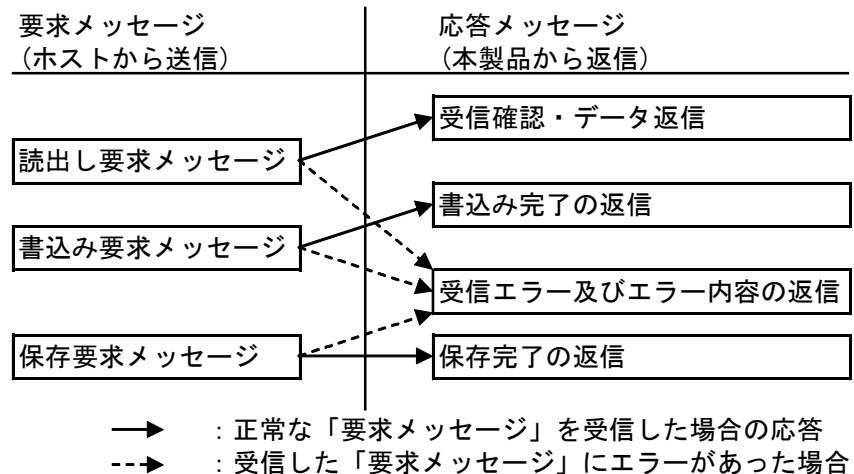 要求メッセージ
(ホストから送信)
応答メッセージ
(本製品から返信)
受信確認・データ返信
読出し要求メッセージ
書込み完了の返信
書込み要求メッセージ
受信エラー及びエラー内容の返信
保存要求メッセージ
保存完了の返信
:正常な「要求メッセージ」を受信した場合の応答
:受信した「要求メッセージ」にエラーがあった場合